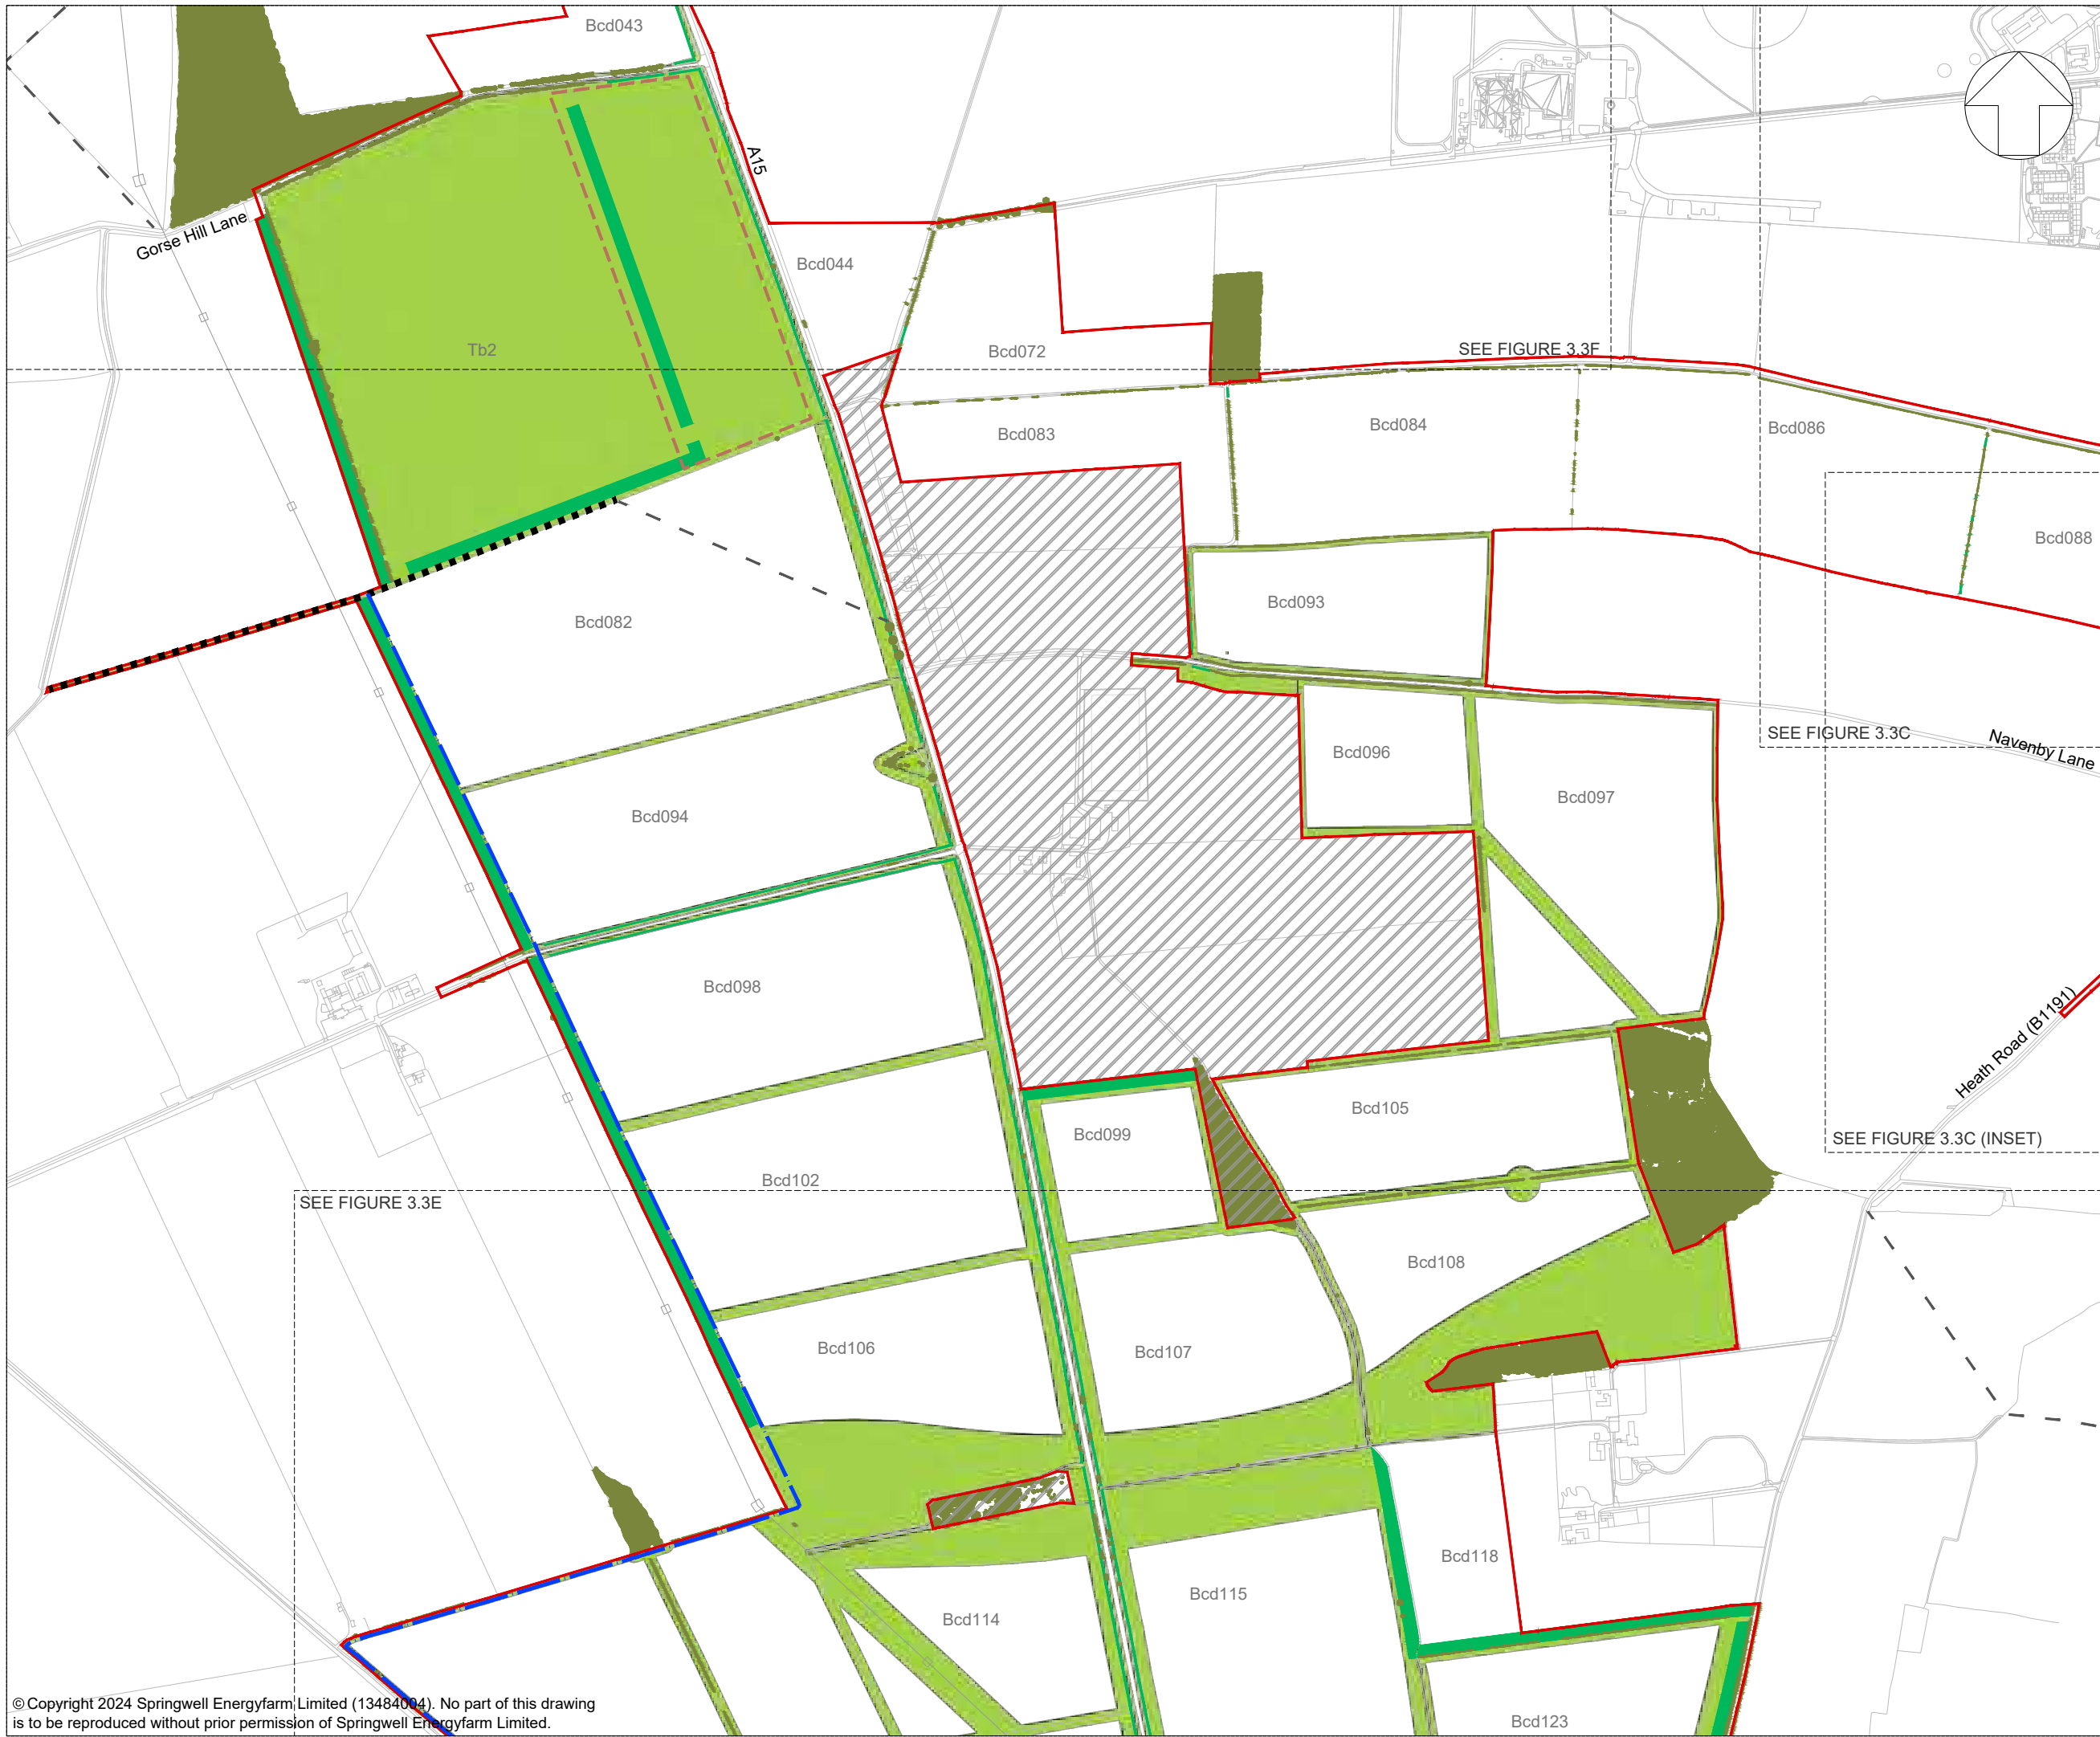 Bcd043
A15
Gorse Hill Lane
Bcd044
Tb2
Bcd072
SEE FIGURE 3.3F
Bcd083
Bcd084
Bcd086
Bcd088
Bcd082
Bcd093
SEE FIGURE 3.3C
Navenby Lane
Bcd096
Bcd097
Bcd094
Bcd098
Heath Road (B1191)
Bcd099
Bcd105
SEE FIGURE 3.3C (INSET)
Bcd102
SEE FIGURE 3.3E
Bcd108
Bcd106
Bcd107
Bcd118
Bcd115
Bcd114
Bcd123
© Copyright 2024 Springwell Energyfarm Limited (13484004). No part of this drawing
is to be reproduced without prior permission of Springwell Energyfarm Limited.